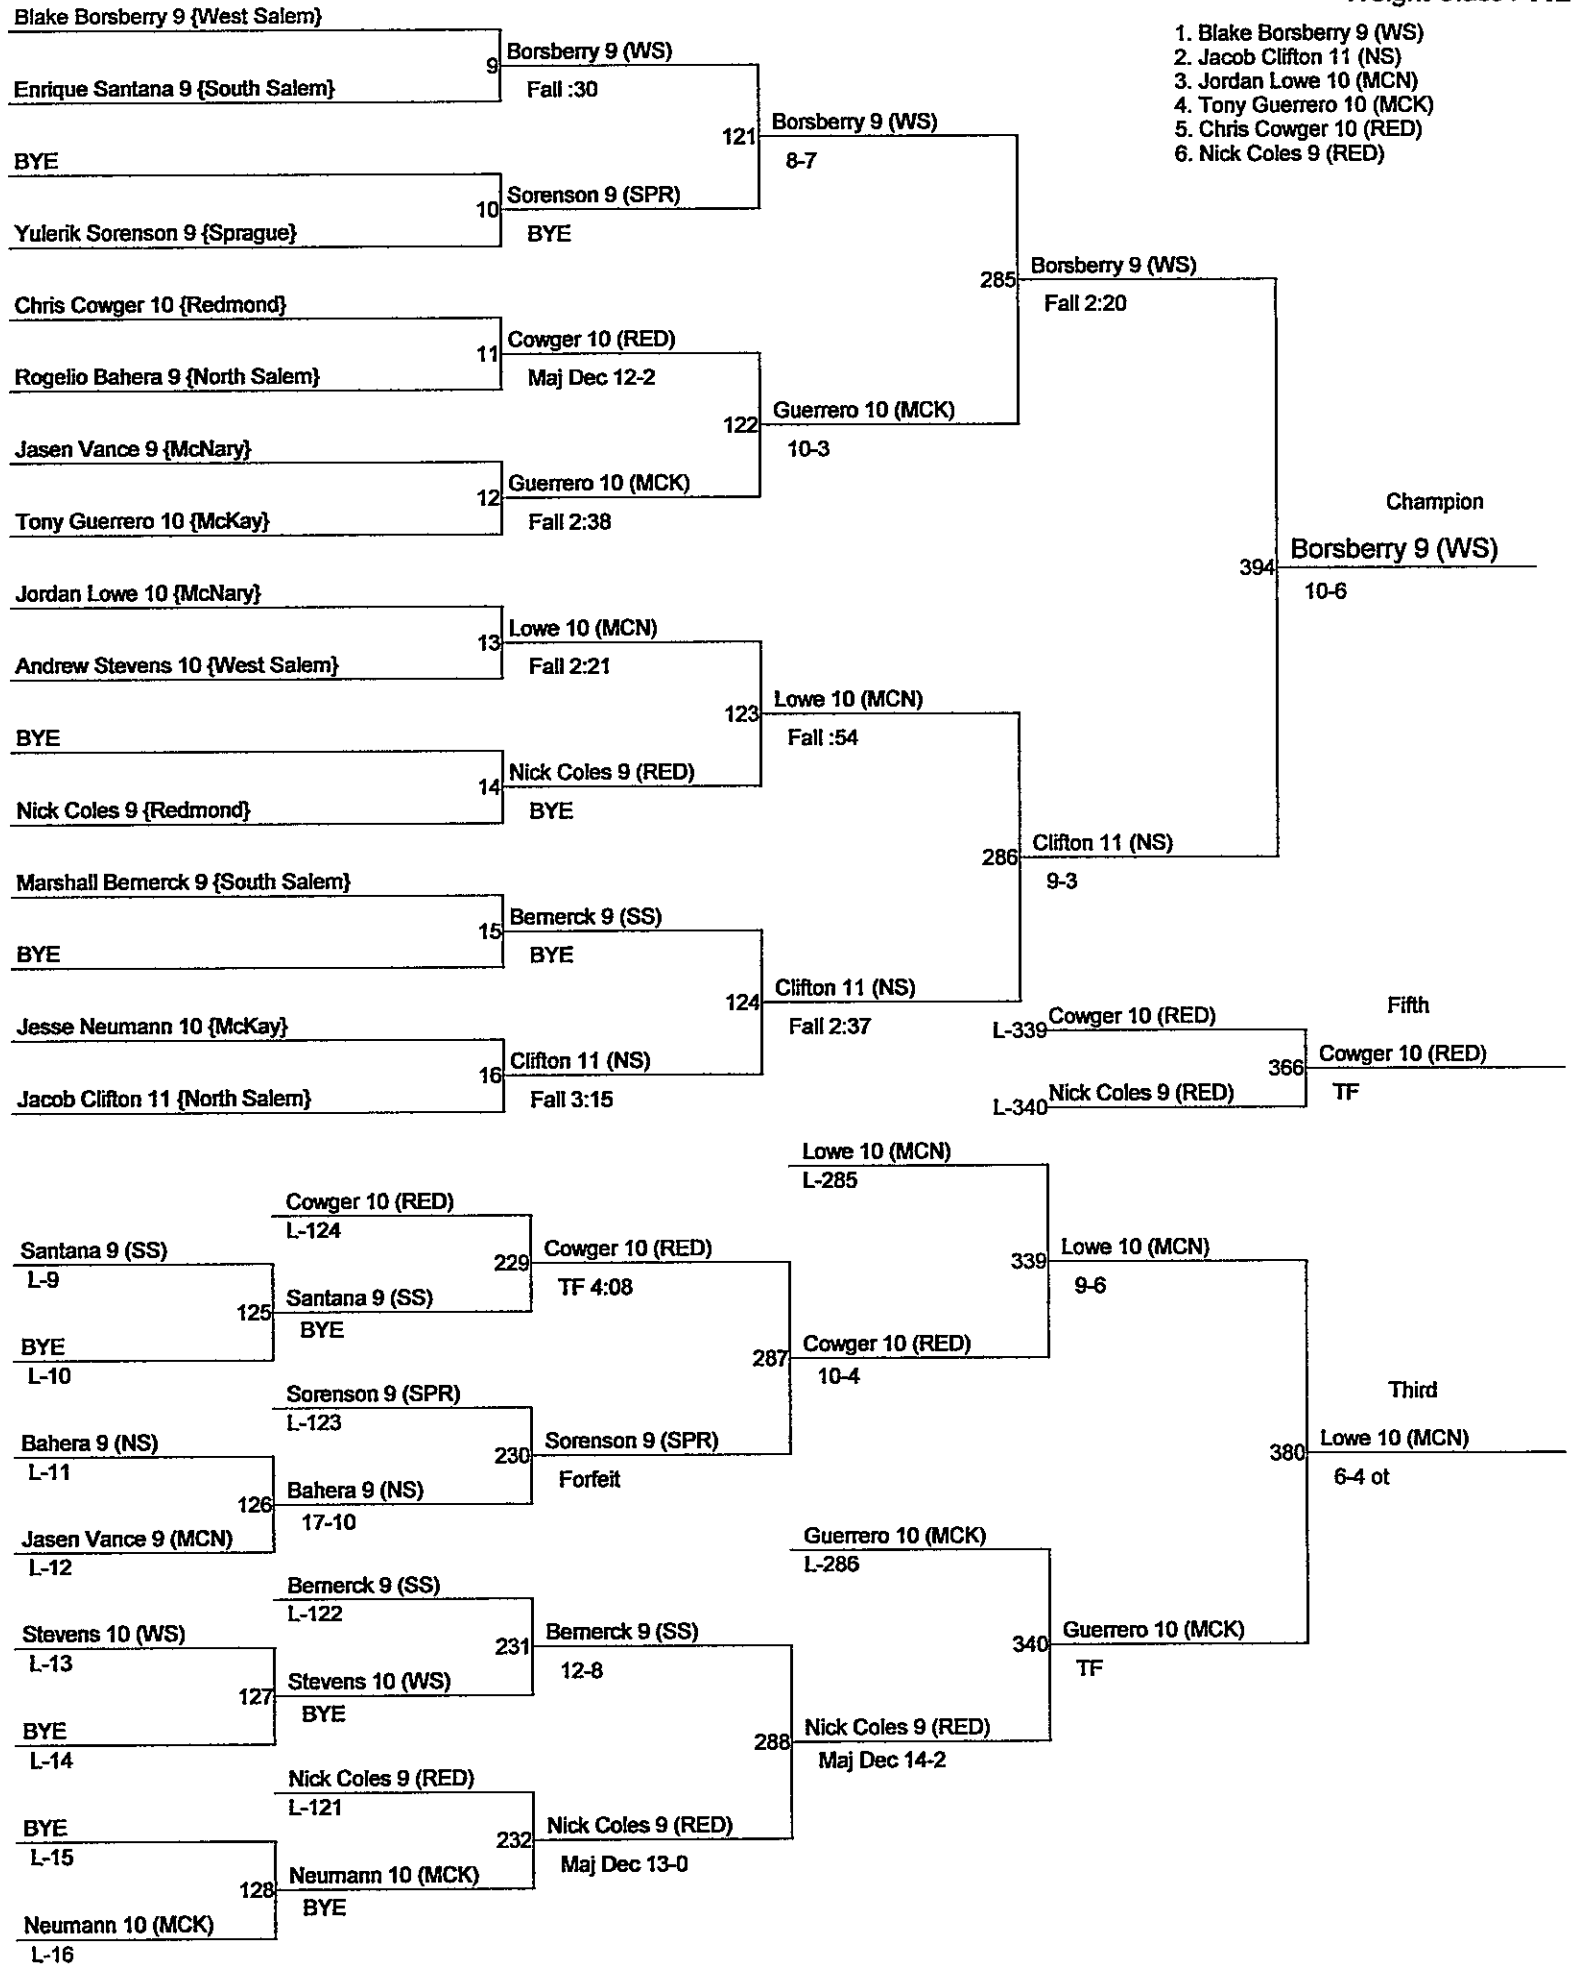 1. Blake Borsberry 9 (WS)
2. Jacob Clifton 11 (NS)
3. Jordan Lowe 10 (MCN)
4. Tony Guerrero 10 (MCK)
5. Chris Cowger 10 (RED)
6. Nick Coles 9 (RED)
Blake Borsberry 9 {West Salem}
9
Enrique Santana 9 {South Salem}
BYE
10
Yulerik Sorenson 9 {Sprague}
Chris Cowger 10 {Redmond}
11
Rogelio Bahera 9 {North Salem}
Jasen Vance 9 {McNary}
12
Tony Guerrero 10 {McKay}
Jordan Lowe 10 {McNary}
13
Andrew Stevens 10 {West Salem}
BYE
14
Nick Coles 9 {Redmond}
Marshall Bernerck 9 {South Salem}
15
BYE
Jesse Neumann 10 {McKay}
16
Jacob Clifton 11 {North Salem}
Borsberry 9 (WS)
Fall :30
121
Sorenson 9 (SPR)
BYE
Cowger 10 (RED)
Maj Dec 12-2
122
Guerrero 10 (MCK)
Fall 2:38
Lowe 10 (MCN)
Fall 2:21
123
Nick Coles 9 (RED)
BYE
Bernerck 9 (SS)
BYE
124
Clifton 11 (NS)
Fall 3:15
Borsberry 9 (WS)
8-7
285
Guerrero 10 (MCK)
10-3
Lowe 10 (MCN)
Fall :54
286
Clifton 11 (NS)
Fall 2:37
Borsberry 9 (WS)
Fall 2:20
394
Clifton 11 (NS)
9-3
Champion
Borsberry 9 (WS)
10-6
Fifth
L-339
Cowger 10 (RED)
366
L-340
Nick Coles 9 (RED)
Cowger 10 (RED)
TF
Santana 9 (SS)
L-9
125
BYE
L-10
Bahera 9 (NS)
L-11
126
Jasen Vance 9 (MCN)
L-12
Stevens 10 (WS)
L-13
127
BYE
L-14
BYE
L-15
128
Neumann 10 (MCK)
L-16
Cowger 10 (RED)
L-124
229
Santana 9 (SS)
BYE
Sorenson 9 (SPR)
L-123
230
Bahera 9 (NS)
17-10
Bernerck 9 (SS)
L-122
231
Stevens 10 (WS)
BYE
Nick Coles 9 (RED)
L-121
232
Neumann 10 (MCK)
BYE
Cowger 10 (RED)
TF 4:08
287
Sorenson 9 (SPR)
Forfeit
Bernerck 9 (SS)
12-8
288
Nick Coles 9 (RED)
Maj Dec 13-0
Lowe 10 (MCN)
L-285
339
Cowger 10 (RED)
10-4
Guerrero 10 (MCK)
L-286
340
Nick Coles 9 (RED)
Maj Dec 14-2
Lowe 10 (MCN)
9-6
380
Guerrero 10 (MCK)
TF
Third
Lowe 10 (MCN)
6-4 ot